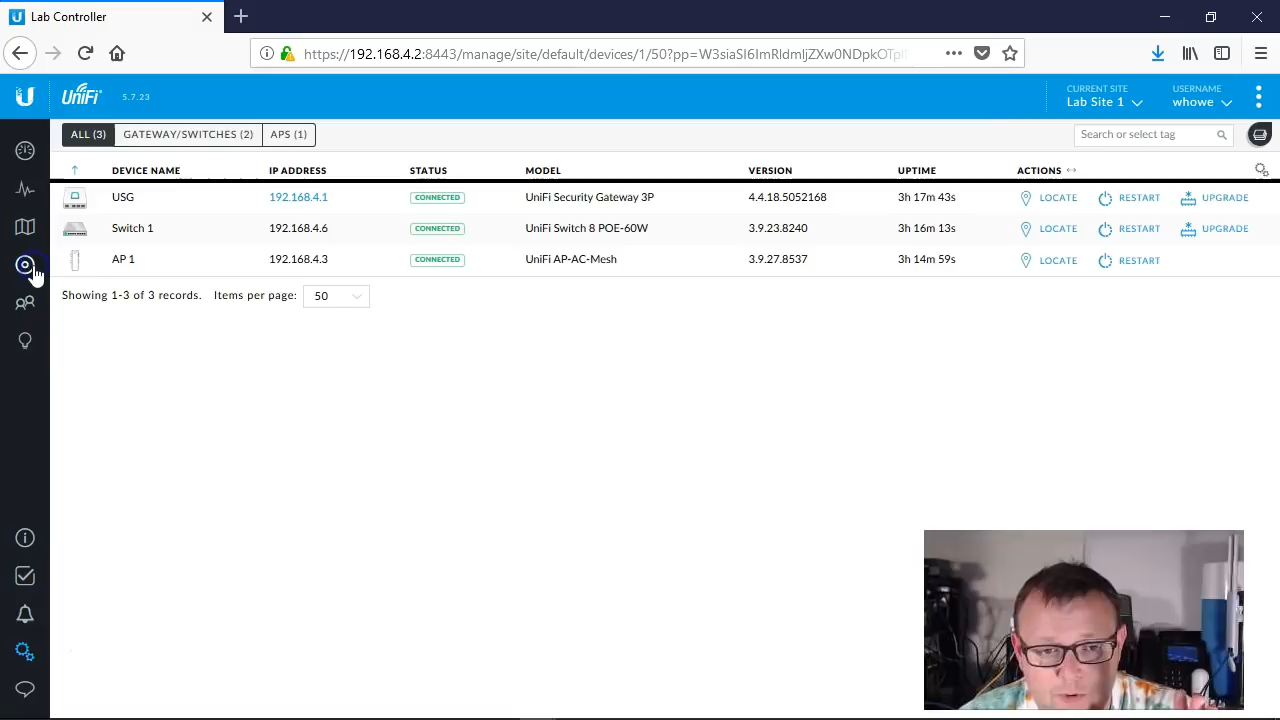 Lab Controller
https://192.168.4.2:8443/manage/site/default/devices/1/50?pp=W3siaSI6ImRldmljZXw0NDpkOTpl
UniFi 5.7.23
CURRENT SITE
Lab Site 1
USERNAME
whowe
ALL (3) GATEWAY/SWITCHES (2) APS (1)
Search or select tag
DEVICE NAME IP ADDRESS STATUS MODEL VERSION UPTIME ACTIONS
USG 192.168.4.1 CONNECTED UniFi Security Gateway 3P 4.4.18.5052168 3h 17m 43s LOCATE RESTART UPGRADE
Switch 1 192.168.4.6 CONNECTED UniFi Switch 8 POE-60W 3.9.27.8240 3h 16m 13s LOCATE RESTART UPGRADE
AP 1 192.168.4.3 CONNECTED UniFi AP-AC-Mesh 3.9.27.8537 3h 14m 59s LOCATE RESTART
Showing 1-3 of 3 records. Items per page: 50